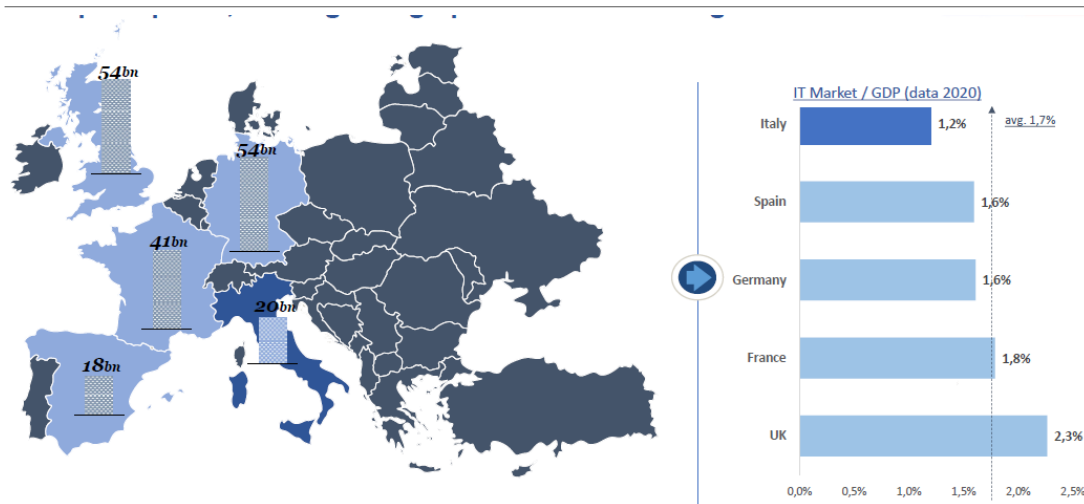 54bn
54bn
41bn
20bn
18bn
IT Market / GDP (data 2020)
avg. 1,7%
Italy
1,2%
Spain
1,6%
Germany
1,6%
France
1,8%
UK
2,3%
0,0% 0,5% 1,0% 1,5% 2,0% 2,5%